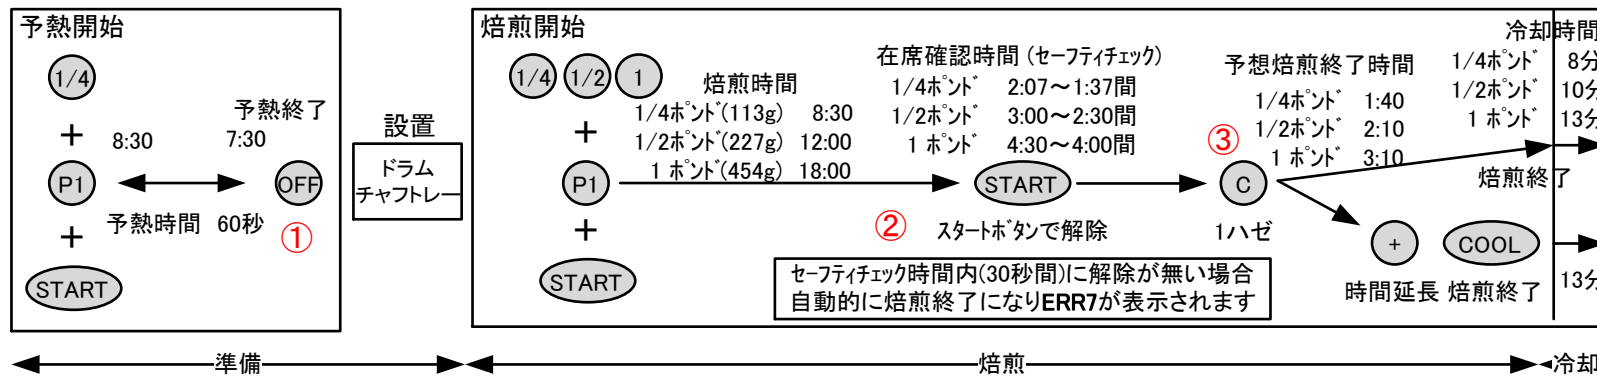 予熱開始
1/4
+
P1
+
START
8:30
予熱時間 60秒
予熱終了
7:30
OFF
①
設置
ドラム
チャフトレー
焙煎開始
1/4 1/2 1
+
P1
+
START
焙煎時間
1/4ポンド(113g) 8:30
1/2ポンド(227g) 12:00
1 ポンド(454g) 18:00
在席確認時間 (セーフティチェック)
1/4ポンド 2:07～1:37間
1/2ポンド 3:00～2:30間
1 ポンド 4:30～4:00間
START
② スタートボタンで解除
セーフティチェック時間内(30秒間)に解除が無い場合
自動的に焙煎終了になりERR7が表示されます
予想焙煎終了時間
1/4ポンド 1:40
1/2ポンド 2:10
1 ポンド 3:10
③
C
1ハゼ
冷却時間
1/4ポンド 8分
1/2ポンド 10分
1 ポンド 13分
焙煎終了
+ COOL
時間延長 焙煎終了
13分
準備
焙煎
冷却